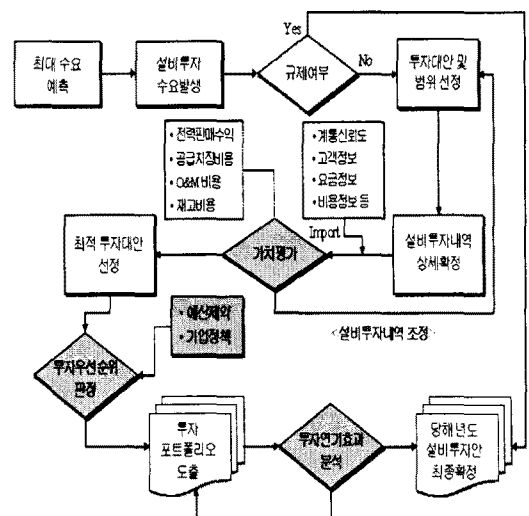 Yes
최대 수요
예측
설비투자
수요발생
규제여부
No
투자대안 및
범위 선정
• 전력판매수익
• 공급지장비용
• O&M 비용
• 재고비용
• 계통신뢰도
• 고객정보
• 요금정보
• 비용정보 등
Import
최적 투자대안
선정
가치평가
설비투자내역
상세확정
• 예산제약
• 기업정책
<설비투자내역 조정>
투자우선순위
판정
투자
포트폴리오
도출
투자연기효과
분석
당해 년도
설비투자안
최종확정